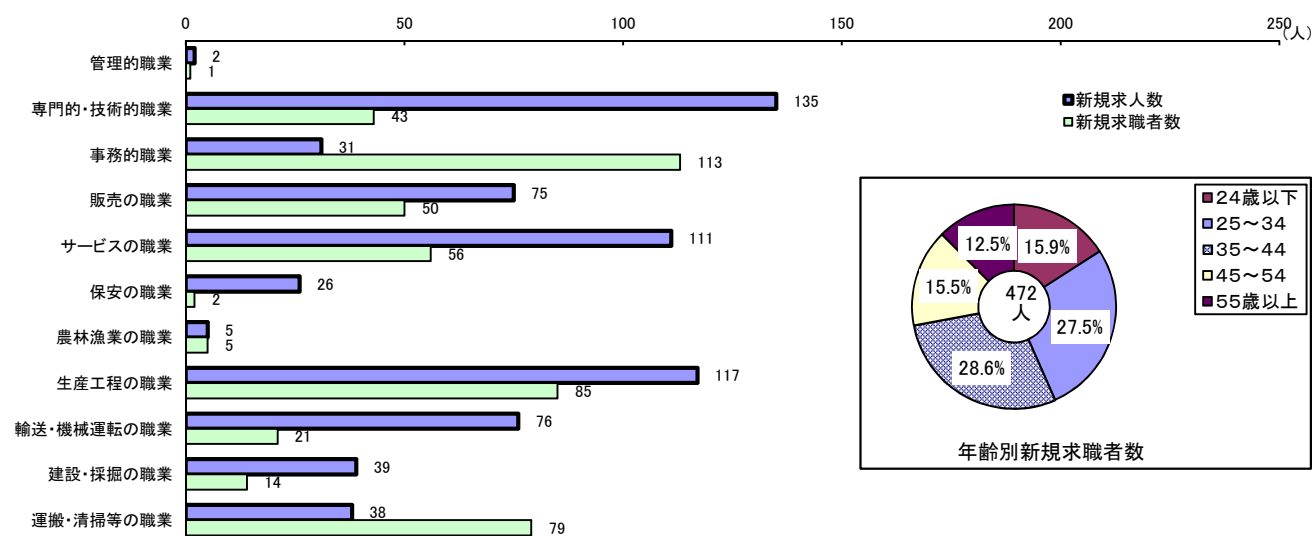 0 50 100 150 200 250
(人)
管理的職業 2
1
専門的・技術的職業 135
43
事務的職業 31
113
販売の職業 75
50
サービスの職業 111
56
保安の職業 26
2
農林漁業の職業 5
5
生産工程の職業 117
85
輸送・機械運転の職業 76
21
建設・採掘の職業 39
14
運搬・清掃等の職業 38
79
新規求人数
新規求職者数
24歳以下
25～34
35～44
45～54
55歳以上
12.5% 15.9%
15.5% 27.5%
28.6%
472
人
年齢別新規求職者数